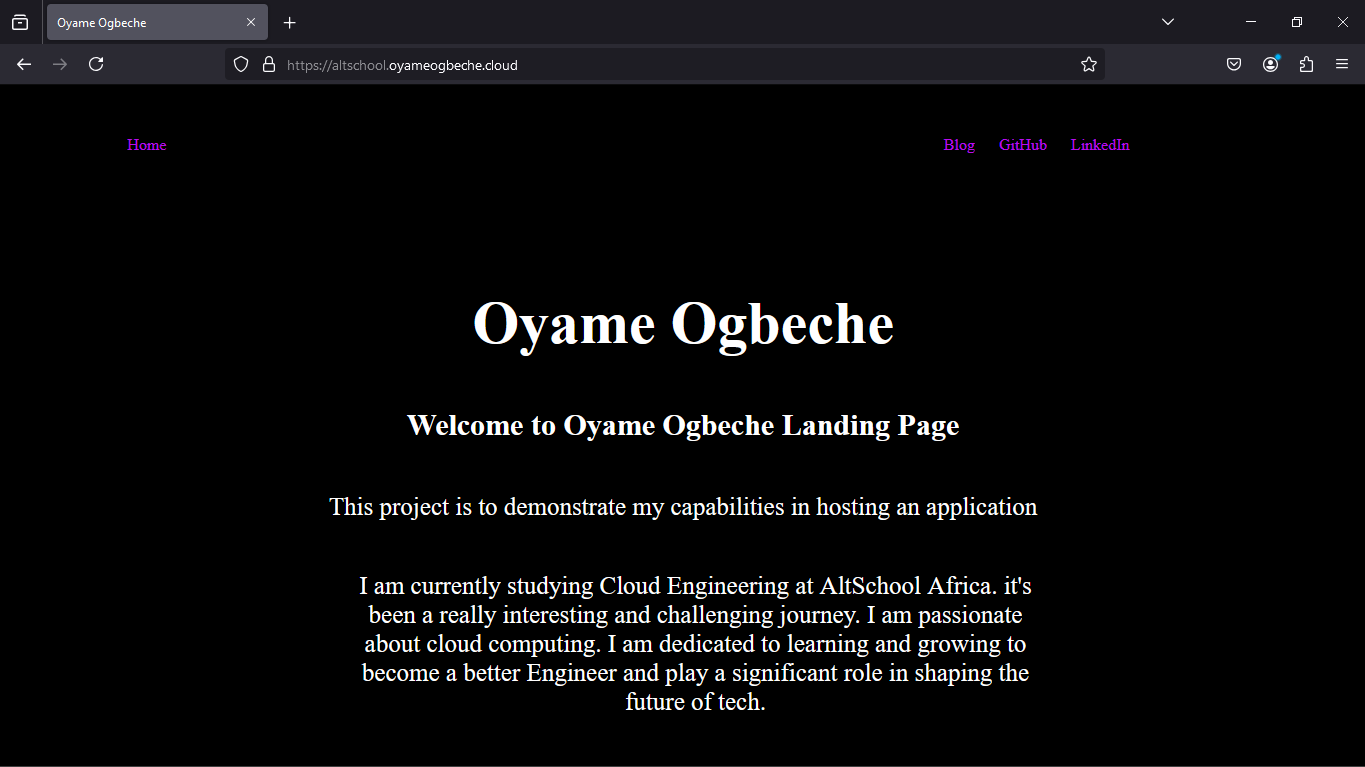 Oyame Ogbeche
https://altschool.oyameogbeche.cloud
Home Blog GitHub LinkedIn
Oyame Ogbeche
Welcome to Oyame Ogbeche Landing Page
This project is to demonstrate my capabilities in hosting an application
I am currently studying Cloud Engineering at AltSchool Africa. it's
been a really interesting and challenging journey. I am passionate
about cloud computing. I am dedicated to learning and growing to
become a better Engineer and play a significant role in shaping the
future of tech.